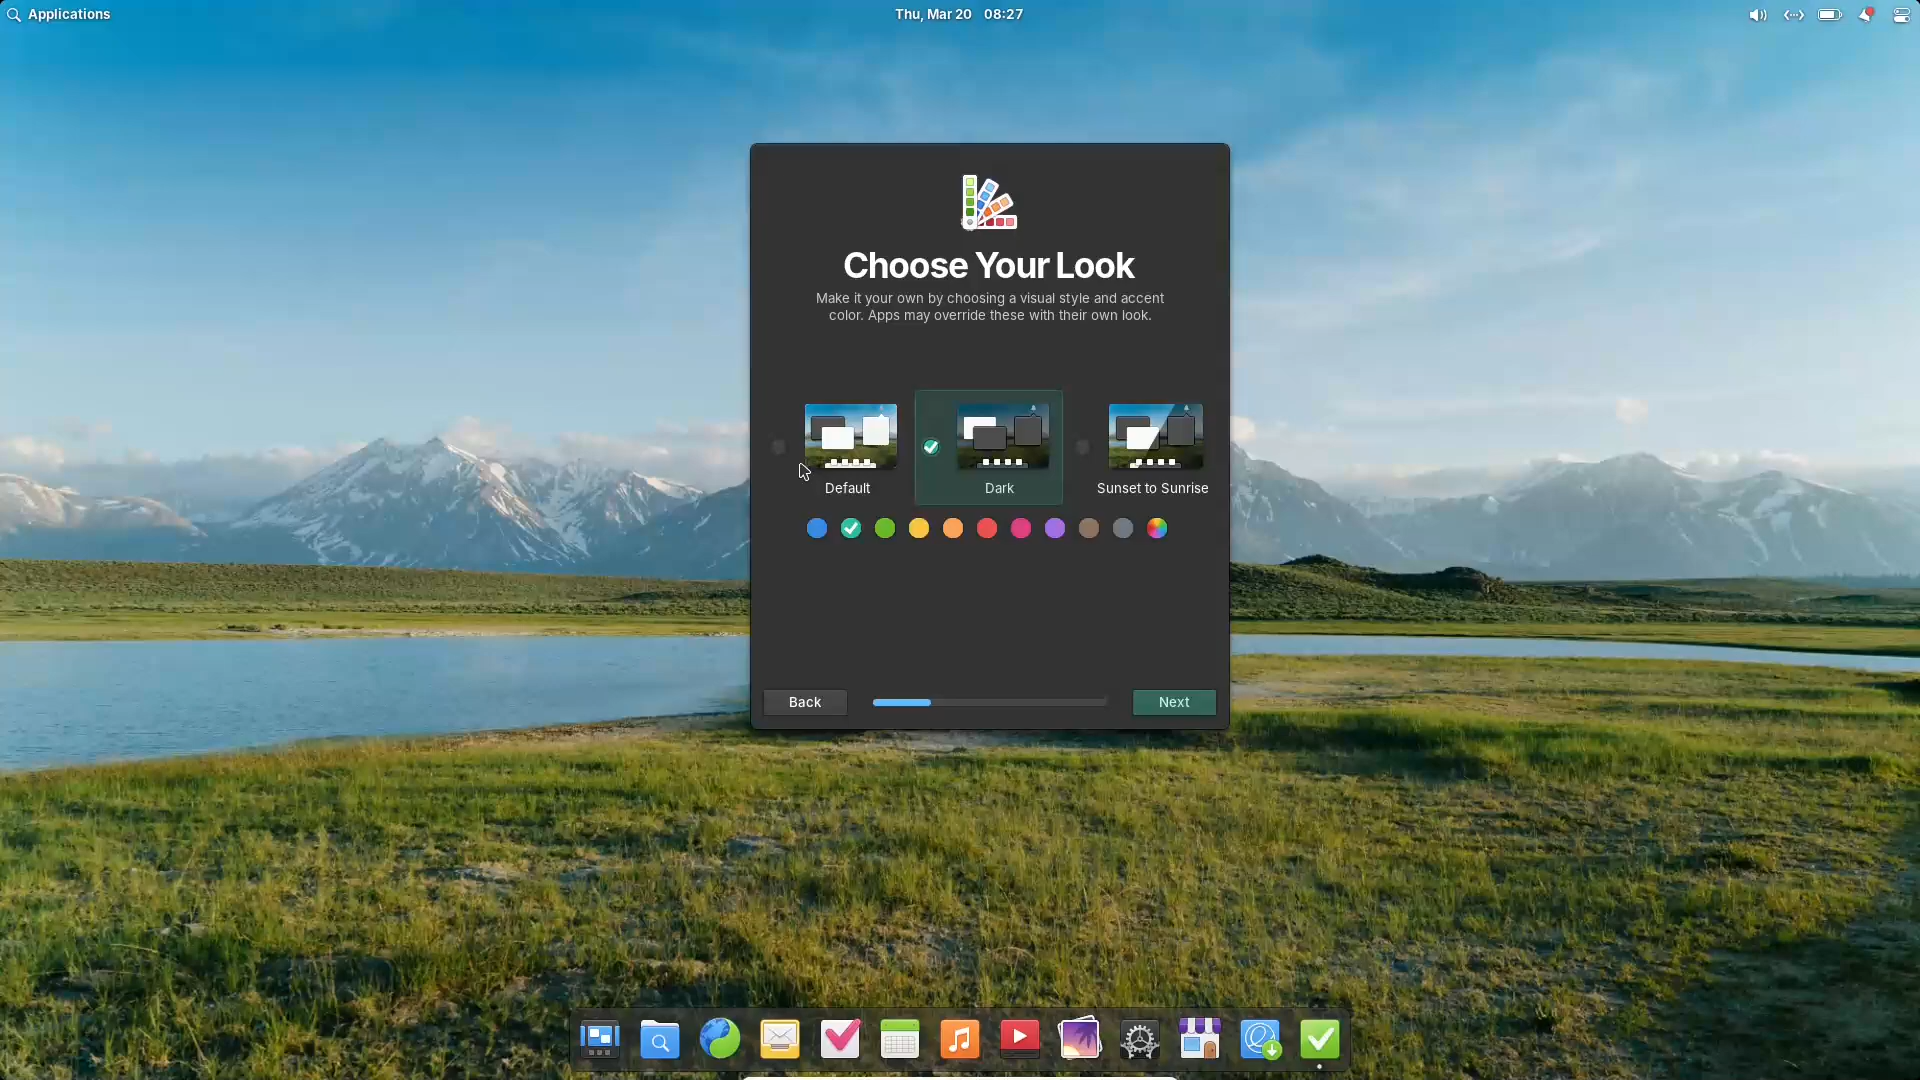 Applications
Thu, Mar 20 08:27
Choose Your Look
Make it your own by choosing a visual style and accent
color. Apps may override these with their own look.
Default
Dark
Sunset to Sunrise
Back
Next